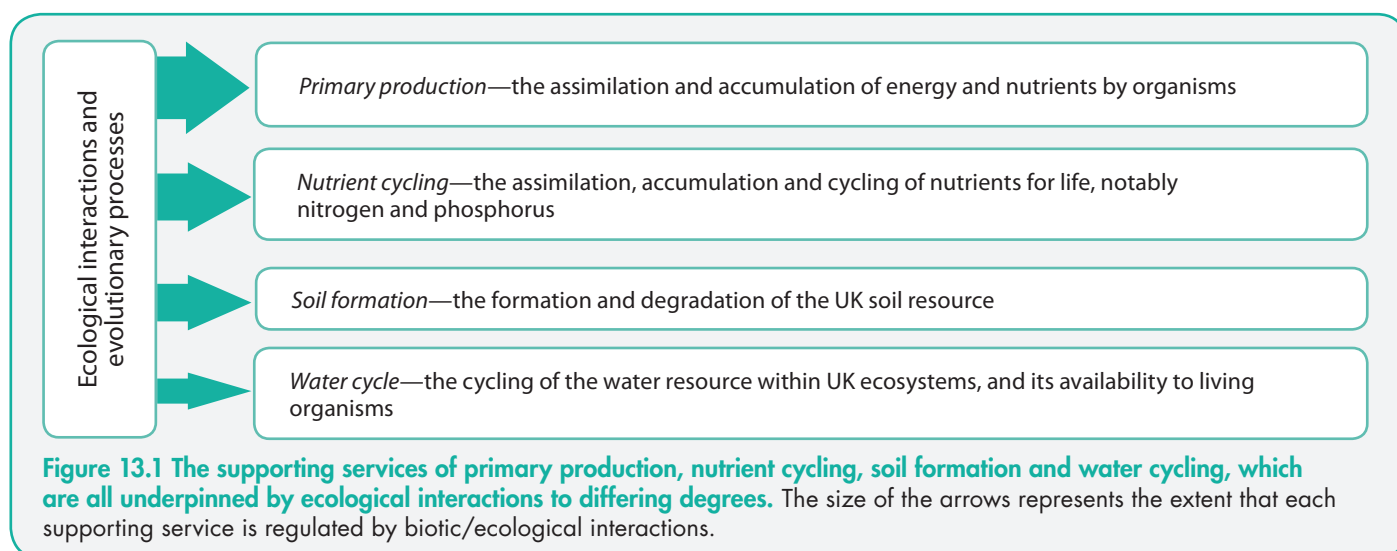 Ecological interactions and
evolutionary processes
Primary production—the assimilation and accumulation of energy and nutrients by organisms
Nutrient cycling—the assimilation, accumulation and cycling of nutrients for life, notably
nitrogen and phosphorus
Soil formation—the formation and degradation of the UK soil resource
Water cycle—the cycling of the water resource within UK ecosystems, and its availability to living
organisms
Figure 13.1 The supporting services of primary production, nutrient cycling, soil formation and water cycling, which
are all underpinned by ecological interactions to differing degrees. The size of the arrows represents the extent that each
supporting service is regulated by biotic/ecological interactions.